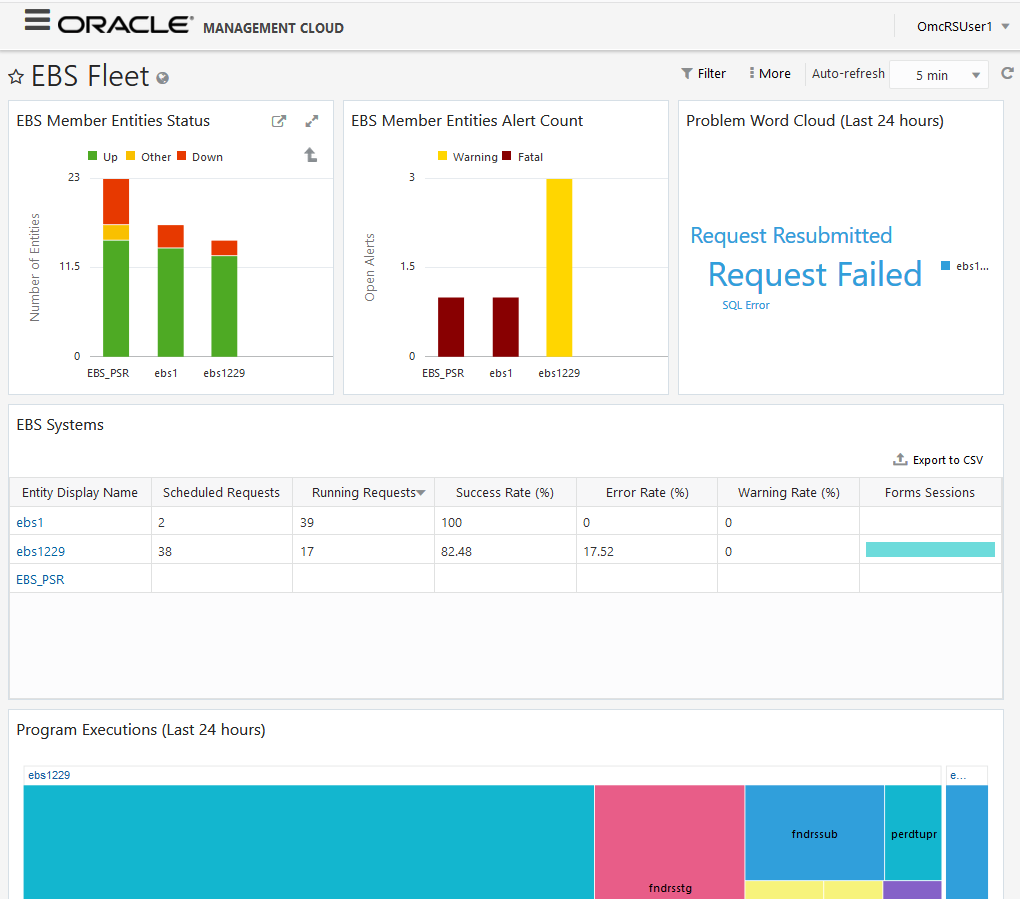 ORACLE MANAGEMENT CLOUD
OmcRSUser1
EBS Fleet
Filter
More
Auto-refresh
5 min
EBS Member Entities Status
Up Other Down
23
11.5
0
Number of Entities
EBS_PSR ebs1 ebs1229
EBS Member Entities Alert Count
Warning Fatal
3
1.5
0
Open Alerts
EBS_PSR ebs1 ebs1229
Problem Word Cloud (Last 24 hours)
Request Resubmitted
Request Failed
SQL Error
ebs1...
EBS Systems
Export to CSV
Entity Display Name Scheduled Requests Running Requests Success Rate (%) Error Rate (%) Warning Rate (%) Forms Sessions
ebs1 2 39 100 0 0
ebs1229 38 17 82.48 17.52 0
EBS_PSR
Program Executions (Last 24 hours)
ebs1229 e...
fndrssub perdtupr
fndrsstg